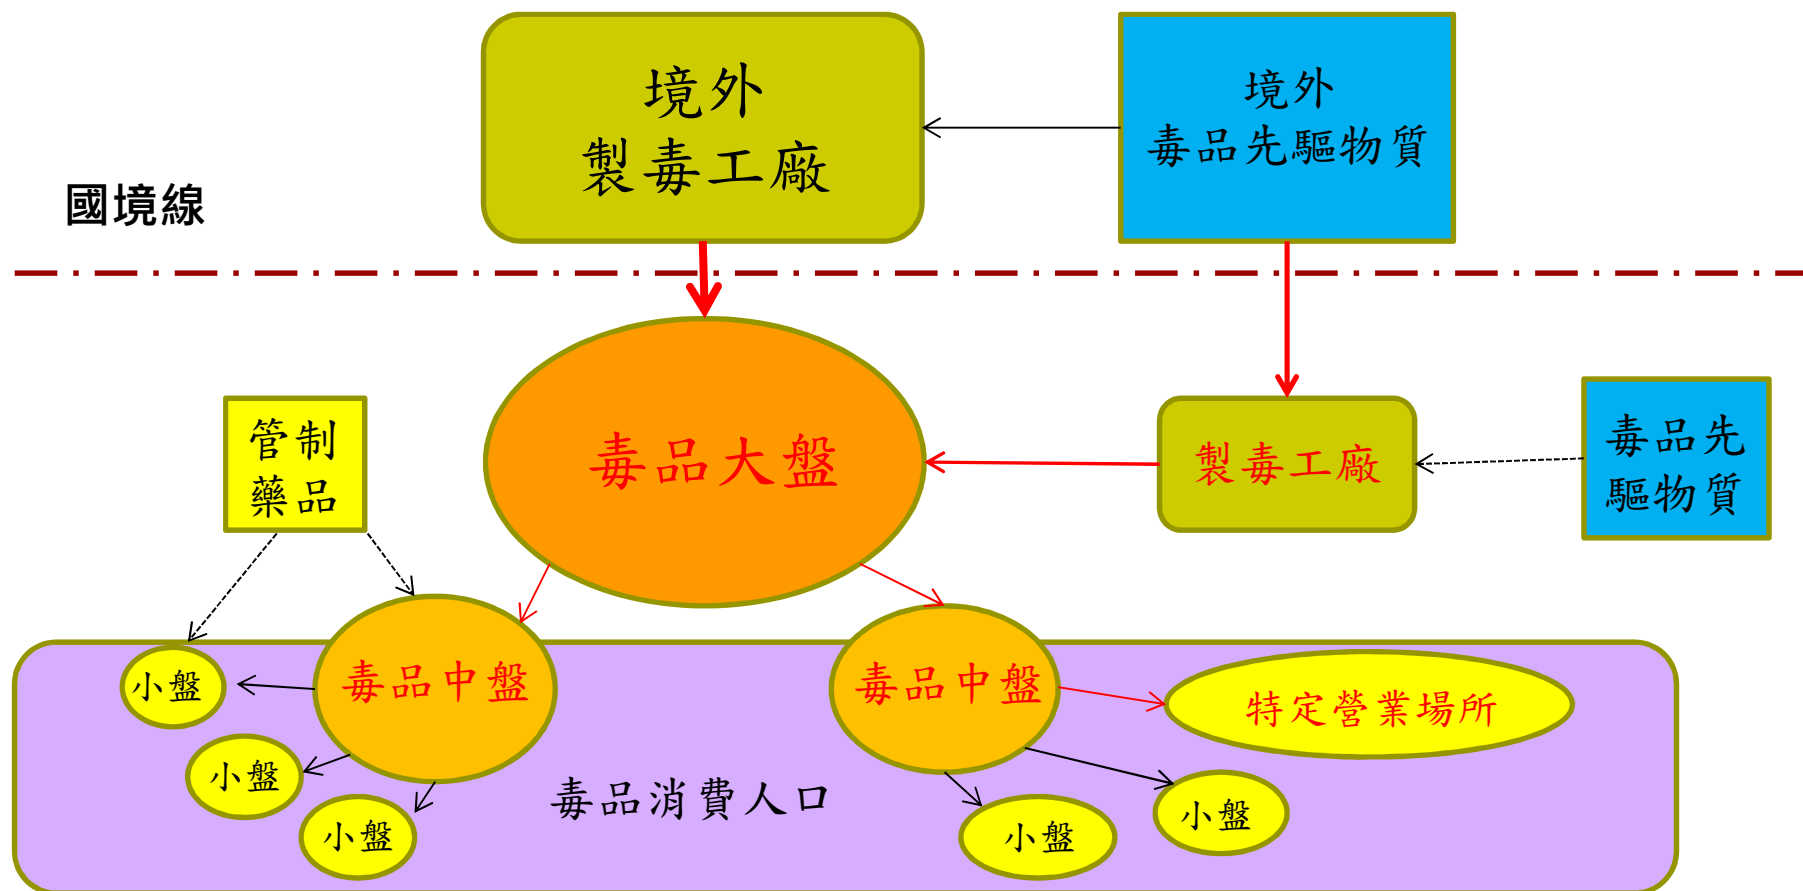 境外
製毒工廠
境外
毒品先驅物質
國境線
管制
藥品
毒品大盤
製毒工廠
毒品先
驅物質
毒品中盤
毒品中盤
特定營業場所
小盤
小盤
小盤
毒品消費人口
小盤
小盤